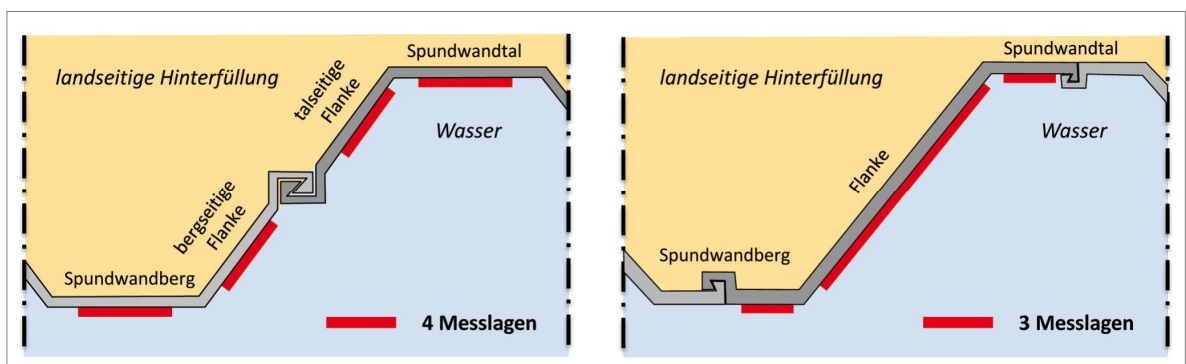 Spundwandtal
landseitige Hinterfüllung
talseitige
Flanke
Wasser
bergseitige
Flanke
Spundwandberg
4 Messlagen
Spundwandtal
landseitige Hinterfüllung
Wasser
Flanke
Spundwandberg
3 Messlagen